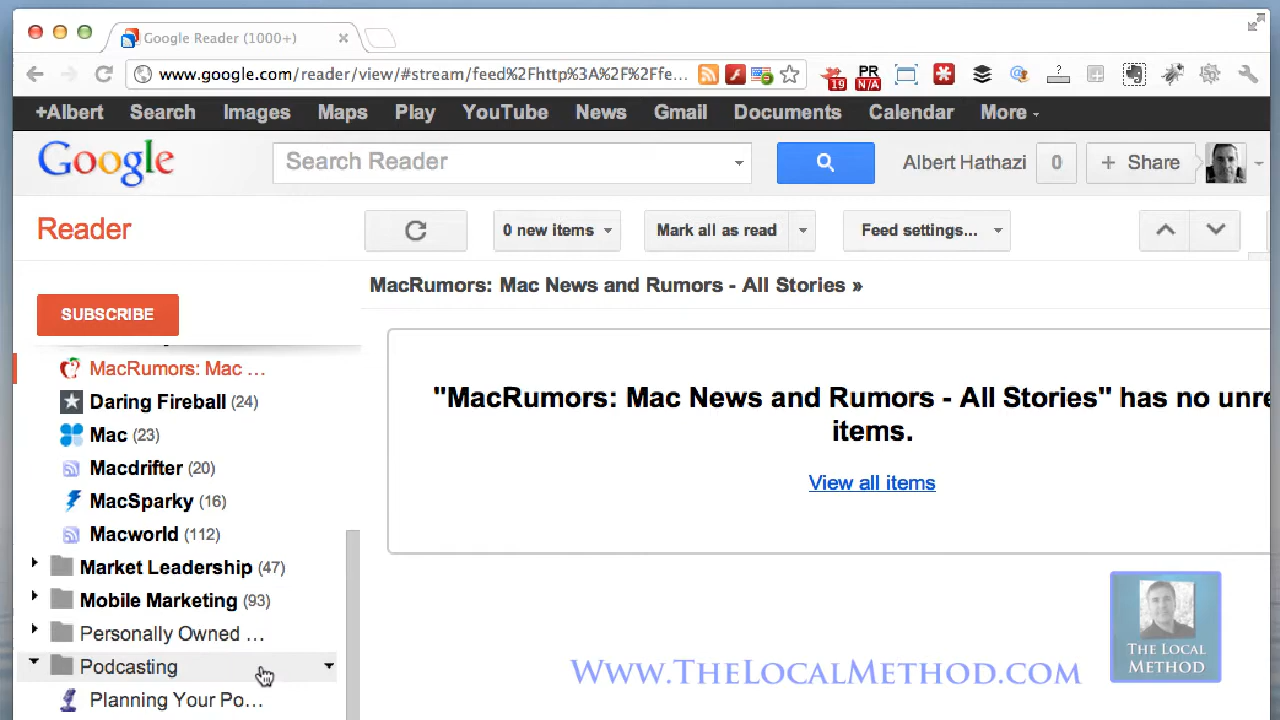 Google Reader (1000+)
www.google.com/reader/view/#stream/feed%2Fhttp%3A%2F%2Ffe...
19
PR
N/A
5
?
+Albert Search Images Maps Play YouTube News Gmail Documents Calendar More
Google
Search Reader
Albert Hathazi
0
+ Share
Reader
0 new items
Mark all as read
Feed settings...
SUBSCRIBE
MacRumors: Mac News and Rumors - All Stories »
MacRumors: Mac ...
Daring Fireball (24)
Mac (23)
Macdrifter (20)
MacSparky (16)
Macworld (112)
Market Leadership (47)
Mobile Marketing (93)
Personally Owned ...
Podcasting
Planning Your Po...
"MacRumors: Mac News and Rumors - All Stories" has no unre
items.
View all items
THE LOCAL
METHOD
WWW.THELOCALMETHOD.COM